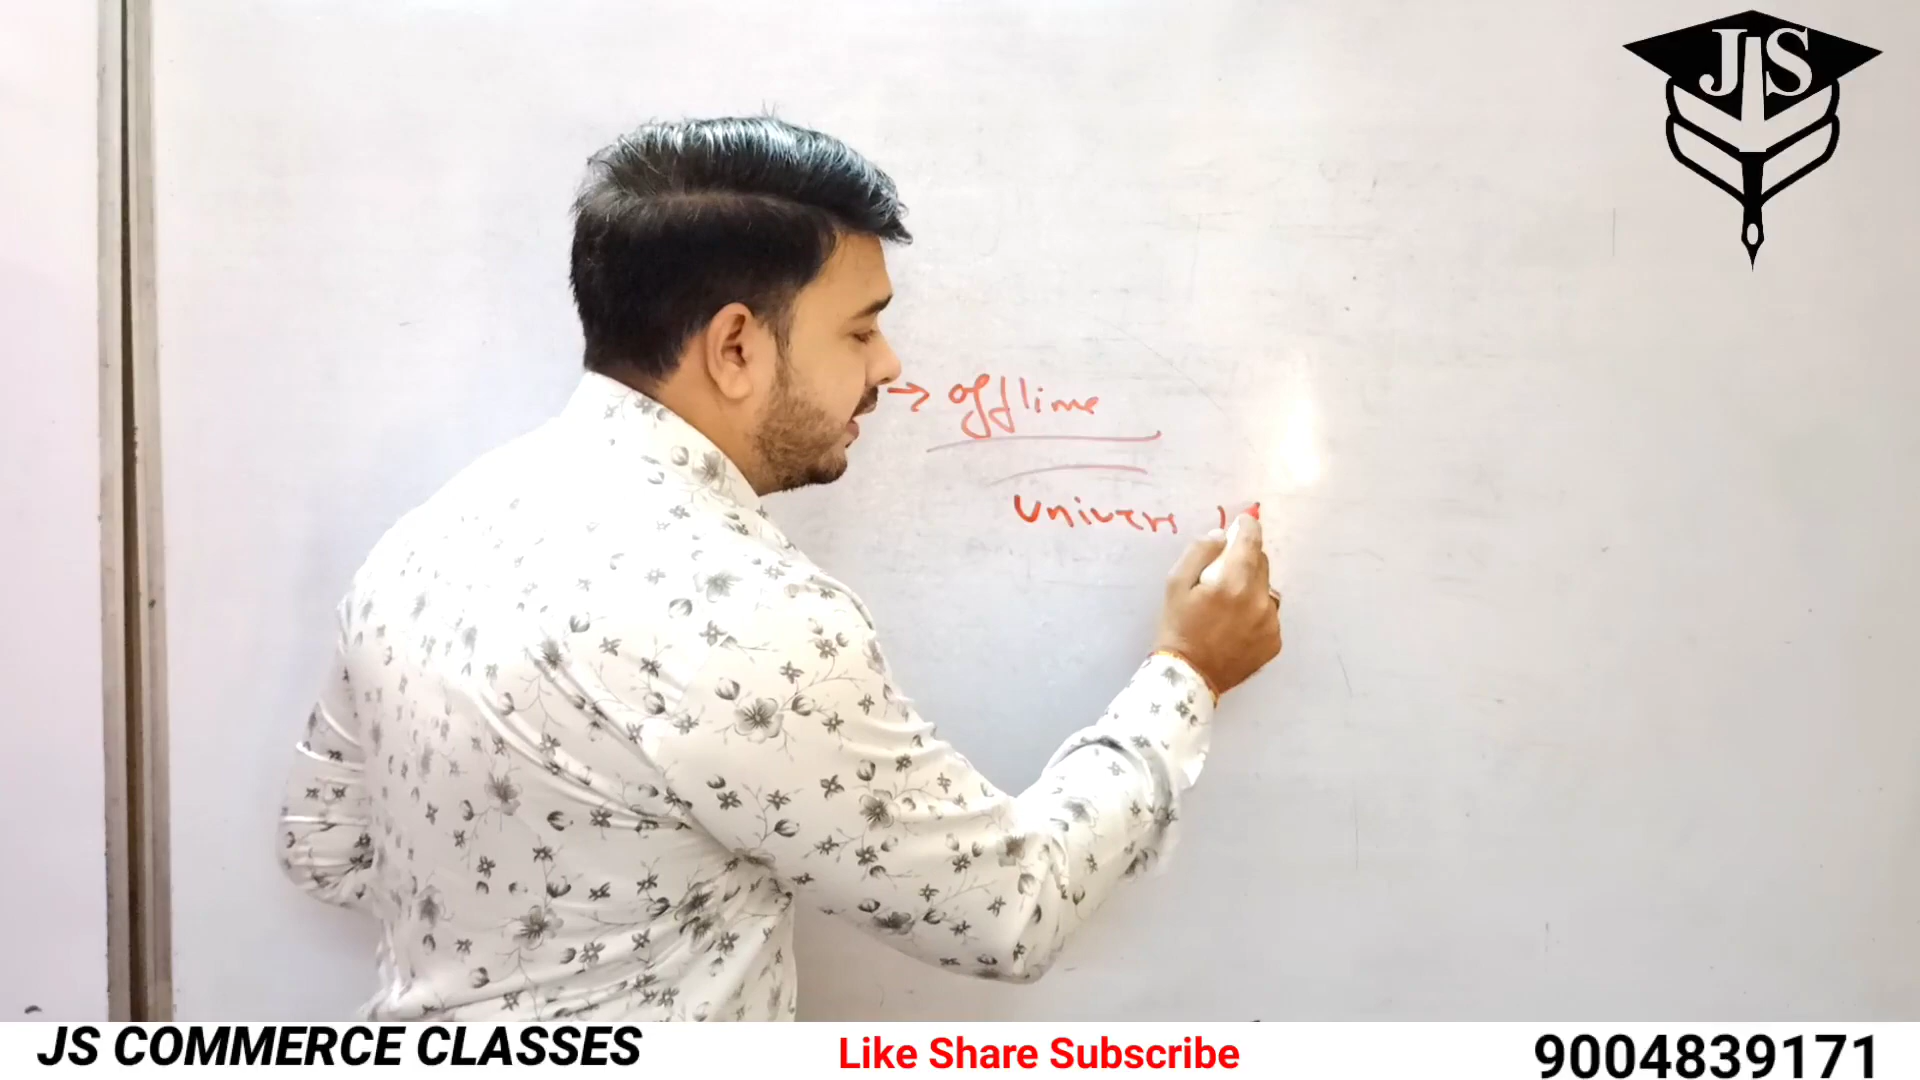 JS
→ offline
Univers
JS COMMERCE CLASSES
Like Share Subscribe
9004839171